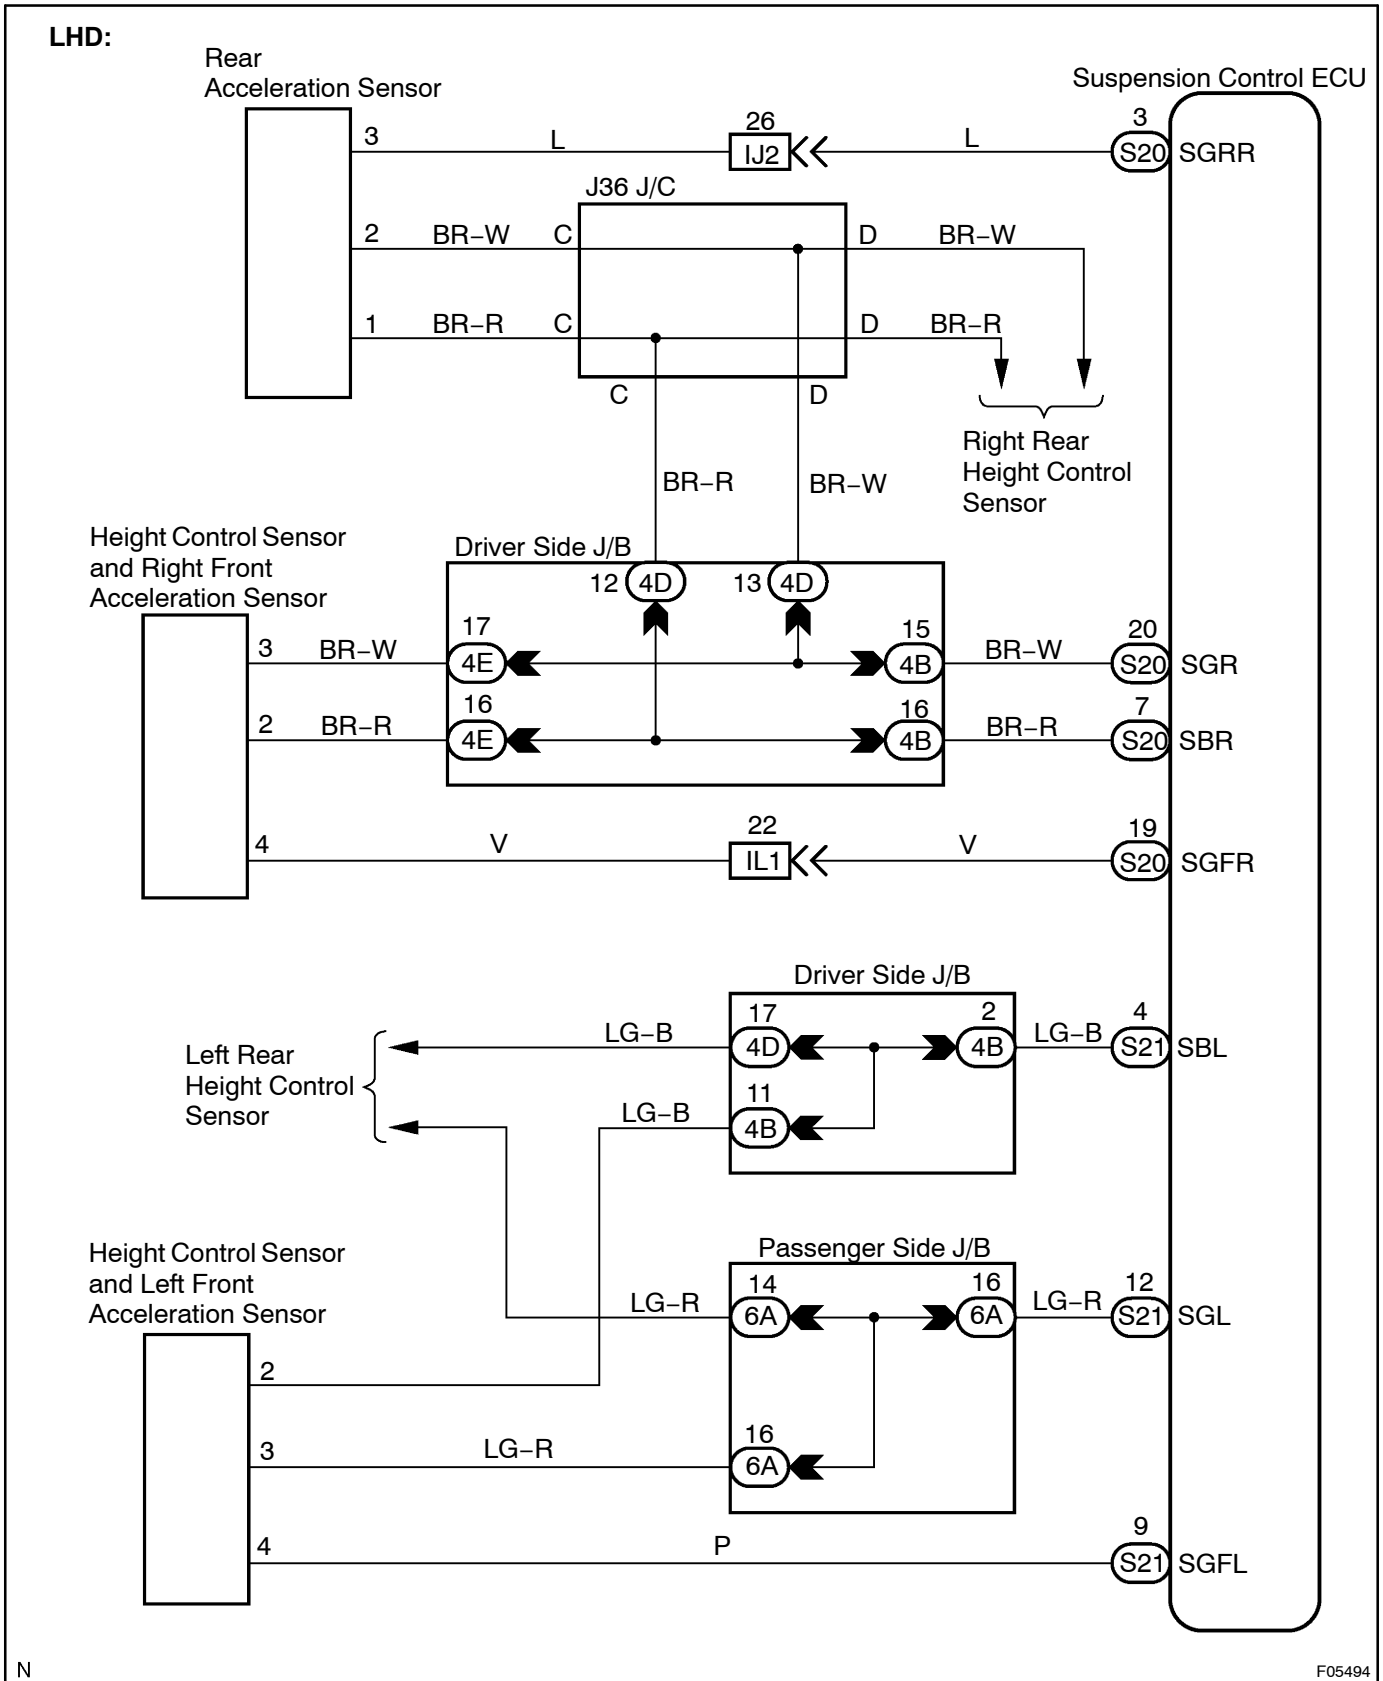 LHD:
Rear
Acceleration Sensor
Suspension Control ECU
3
L
26
IJ2
L
3
S20
SGRR
J36 J/C
2
BR-W
C
D
BR-W
1
BR-R
C
D
BR-R
C
D
BR-R
BR-W
Right Rear
Height Control
Sensor
Height Control Sensor
and Right Front
Acceleration Sensor
Driver Side J/B
12
4D
13
4D
3
BR-W
17
4E
15
4B
BR-W
20
S20
SGR
2
BR-R
16
4E
16
4B
BR-R
7
S20
SBR
4
V
22
IL1
V
19
S20
SGFR
Driver Side J/B
Left Rear
Height Control
Sensor
LG-B
17
4D
2
4B
LG-B
4
S21
SBL
LG-B
11
4B
Height Control Sensor
and Left Front
Acceleration Sensor
Passenger Side J/B
LG-R
14
6A
16
6A
LG-R
12
S21
SGL
2
3
LG-R
16
6A
4
P
9
S21
SGFL
N
F05494